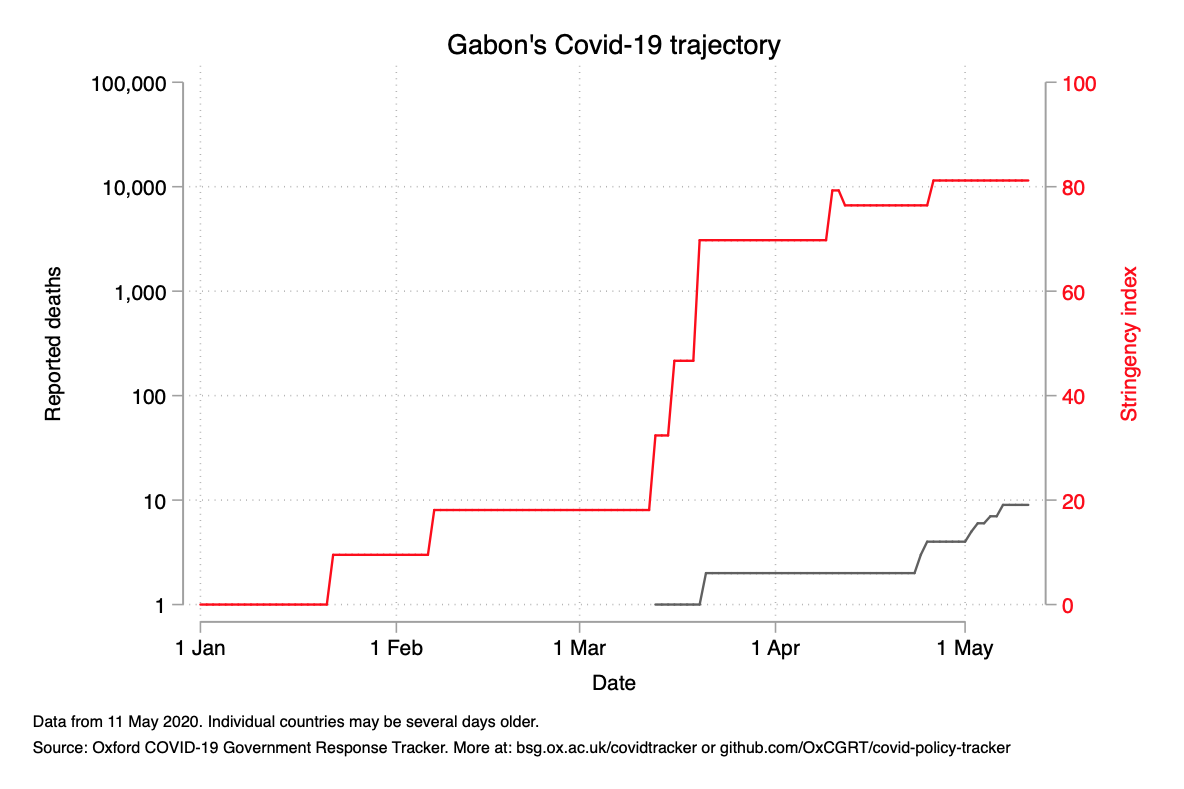 Gabon's Covid-19 trajectory
100,000
10,000
1,000
100
10
1
Reported deaths
100
80
60
40
20
0
Stringency index
1 Jan
1 Feb
1 Mar
1 Apr
1 May
Date
Data from 11 May 2020. Individual countries may be several days older.
Source: Oxford COVID-19 Government Response Tracker. More at: bsg.ox.ac.uk/covidtracker or github.com/OxCGRT/covid-policy-tracker